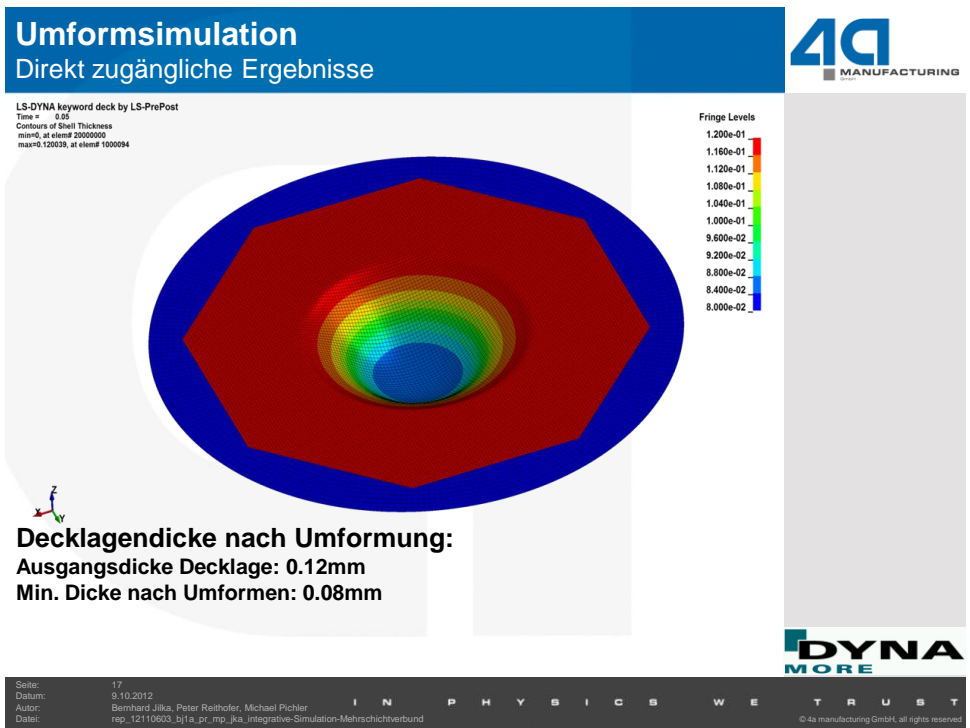 Umformsimulation
Direkt zugängliche Ergebnisse
4a
MANUFACTURING
GmbH
LS-DYNA keyword deck by LS-PrePost
Time = 0.05
Contours of Shell Thickness
min=0, at elem# 20000000
max=0.120039, at elem# 1000094
Fringe Levels
1.200e-01
1.160e-01
1.120e-01
1.080e-01
1.040e-01
1.000e-01
9.600e-02
9.200e-02
8.800e-02
8.400e-02
8.000e-02
Z
X
Y
Decklagendicke nach Umformung:
Ausgangsdicke Decklage: 0.12mm
Min. Dicke nach Umformen: 0.08mm
DYNA
MORE
Seite: 17
Datum: 9.10.2012
Autor: Bernhard Jilka, Peter Reithofer, Michael Pichler
Datei: rep_12110603_bj1a_pr_mp_jka_integrative-Simulation-Mehrschichtverbund
IN PHYSICS WE TRUST
© 4a manufacturing GmbH, all rights reserved